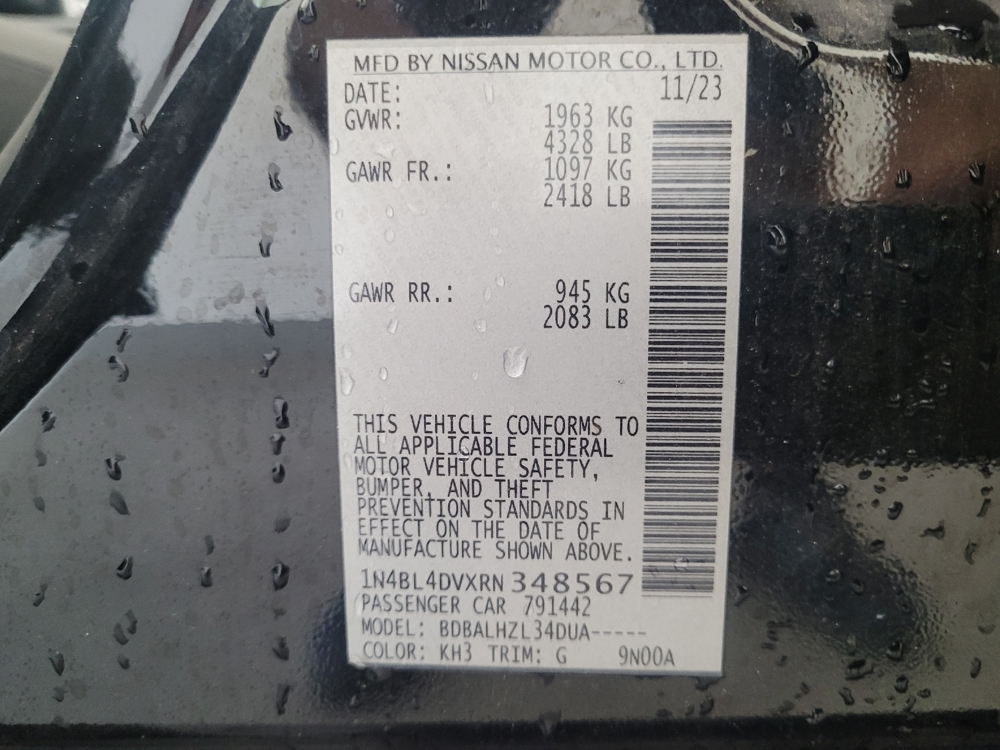 MFD BY NISSAN MOTOR CO., LTD.
DATE: 11/23
GVWR: 1963 KG
4328 LB
GAWR FR.: 1097 KG
2418 LB
GAWR RR.: 945 KG
2083 LB
THIS VEHICLE CONFORMS TO
ALL APPLICABLE FEDERAL
MOTOR VEHICLE SAFETY,
BUMPER, AND THEFT
PREVENTION STANDARDS IN
EFFECT ON THE DATE OF
MANUFACTURE SHOWN ABOVE.
1N4BL4DVXRN348567
PASSENGER CAR 791442
MODEL: BDBALHZL34DUA-----
COLOR: KH3 TRIM: G 9N00A